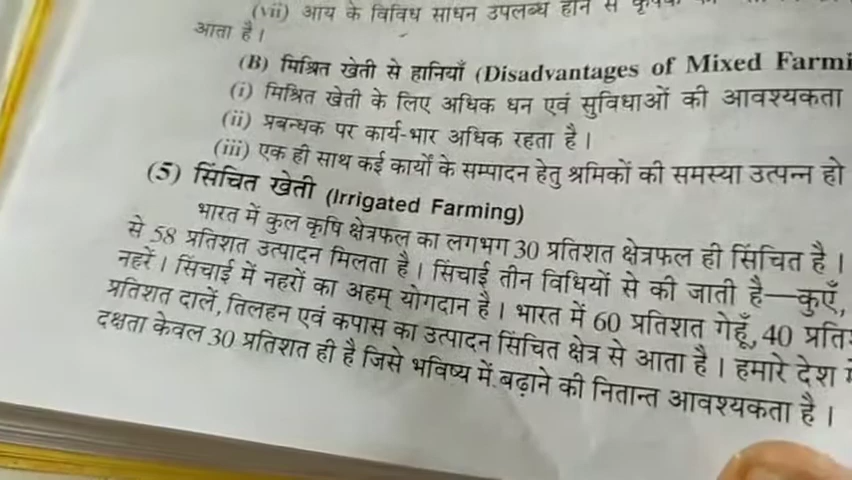 (vii) आय के विविध साधन उपलब्ध होने से
आता है।
(B) मिश्रित खेती से हानियाँ (Disadvantages of Mixed Farmi
(i) मिश्रित खेती के लिए अधिक धन एवं सुविधाओं की आवश्यकता
(ii) प्रबन्धक पर कार्य-भार अधिक रहता है।
(iii) एक ही साथ कई कार्यों के सम्पादन हेतु श्रमिकों की समस्या उत्पन्न हो
(5) सिंचित खेती (Irrigated Farming)
भारत में कुल कृषि क्षेत्रफल का लगभग 30 प्रतिशत क्षेत्रफल ही सिंचित है।
से 58 प्रतिशत उत्पादन मिलता है। सिंचाई तीन विधियों से की जाती है—कुएँ,
नहरें। सिंचाई में नहरों का अहम् योगदान है। भारत में 60 प्रतिशत गेहूँ, 40 प्रति
प्रतिशत दालें, तिलहन एवं कपास का उत्पादन सिंचित क्षेत्र से आता है। हमारे देश
दक्षता केवल 30 प्रतिशत ही है जिसे भविष्य में बढ़ाने की नितान्त आवश्यकता है।